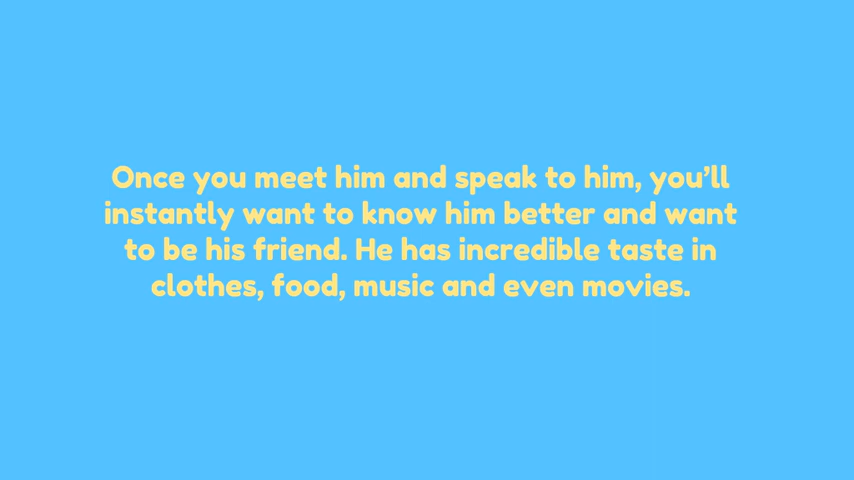 Once you meet him and speak to him, you’ll
instantly want to know him better and want
to be his friend. He has incredible taste in
clothes, food, music and even movies.